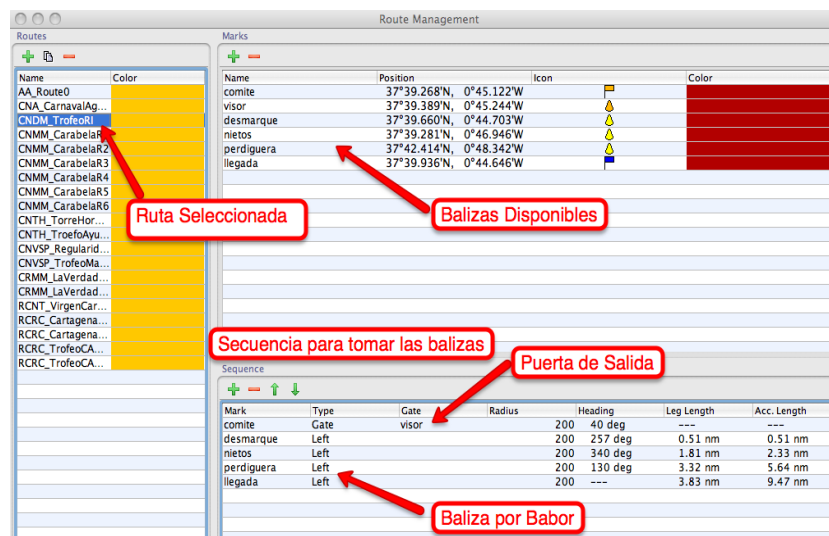 Route Management
Routes
Marks
Name Color
AA_Route0
CNA_CarnavalAg...
CNDM_TrofeoRI
CNMM_CarabelaR
CNMM_CarabelaR2
CNMM_CarabelaR3
CNMM_CarabelaR4
CNMM_CarabelaR5
CNMM_CarabelaR6
CNTH_TorreHor...
CNTH_TroefoAyu...
CNVSP_Regularid...
CNVSP_TrofeoMa...
CRMM_LaVerdad...
CRMM_LaVerdad...
RCNT_VirgenCar...
RCRC_Cartagena...
RCRC_Cartagena...
RCRC_TrofeoCA...
RCRC_TrofeoCA...
Name Position Icon Color
comite 37°39.268'N, 0°45.122'W
visor 37°39.389'N, 0°45.244'W
desmarque 37°39.660'N, 0°44.703'W
nietos 37°39.281'N, 0°46.946'W
perdiguera 37°42.414'N, 0°48.342'W
llegada 37°39.936'N, 0°44.646'W
Ruta Seleccionada
Balizas Disponibles
Secuencia para tomar las balizas
Puerta de Salida
Sequence
Mark Type Gate Radius Heading Leg Length Acc. Length
comite Gate visor 200 40 deg --- ---
desmarque Left 200 257 deg 0.51 nm 0.51 nm
nietos Left 200 340 deg 1.81 nm 2.33 nm
perdiguera Left 200 130 deg 3.32 nm 5.64 nm
llegada Left 200 --- 3.83 nm 9.47 nm
Baliza por Babor